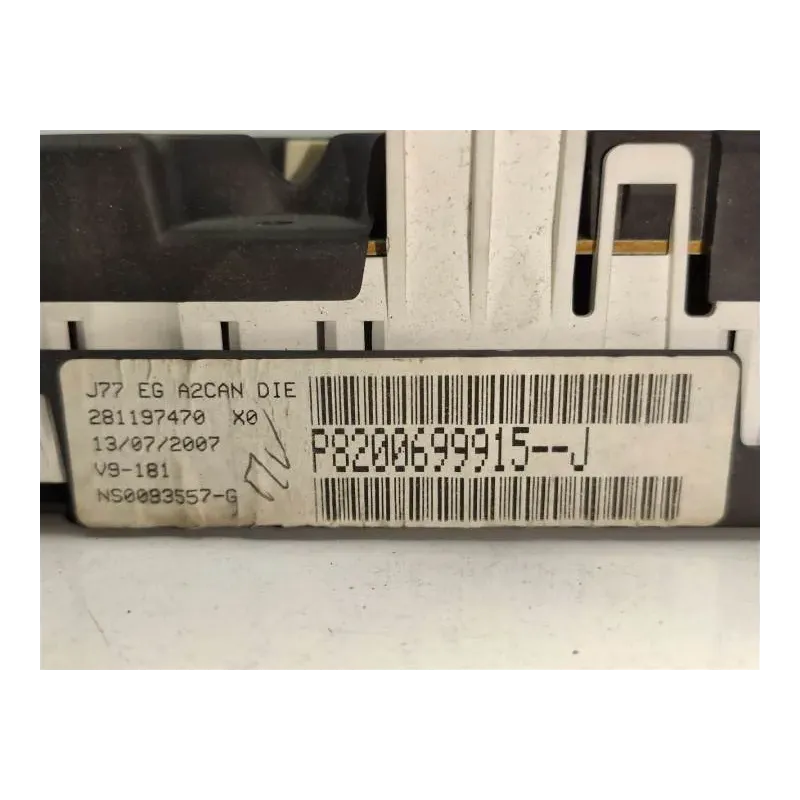 J77 EG A2CAN DIE
281197470 X0
13/07/2007
V9-181
NS0083557-G
P8200699915--J